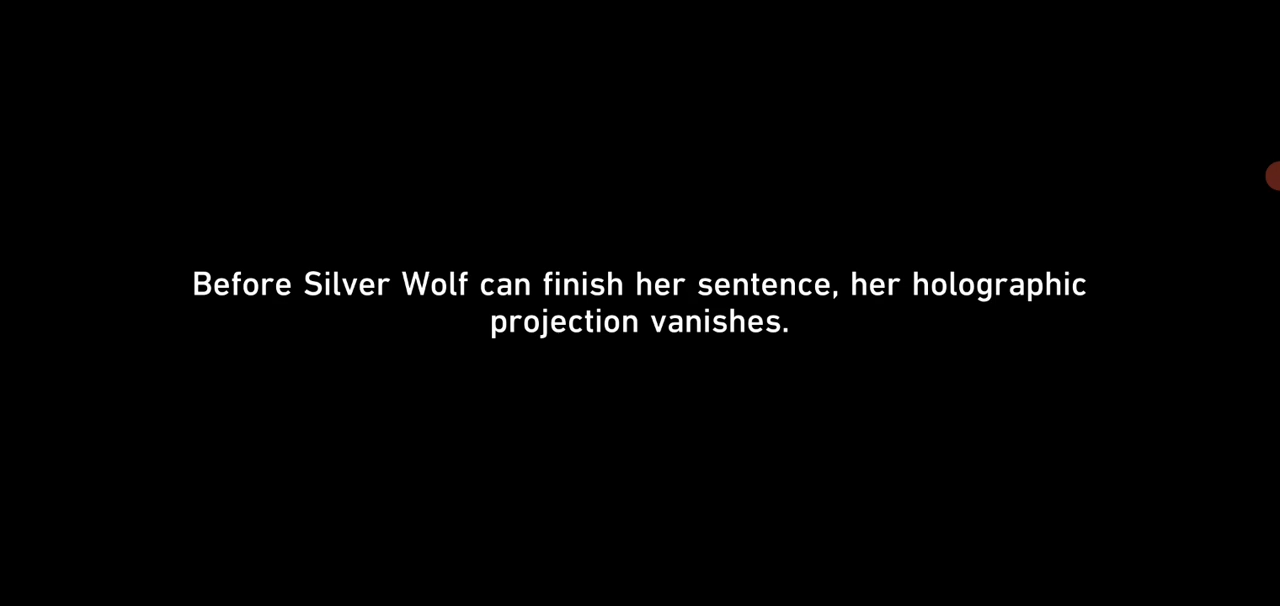 Before Silver Wolf can finish her sentence, her holographic
projection vanishes.